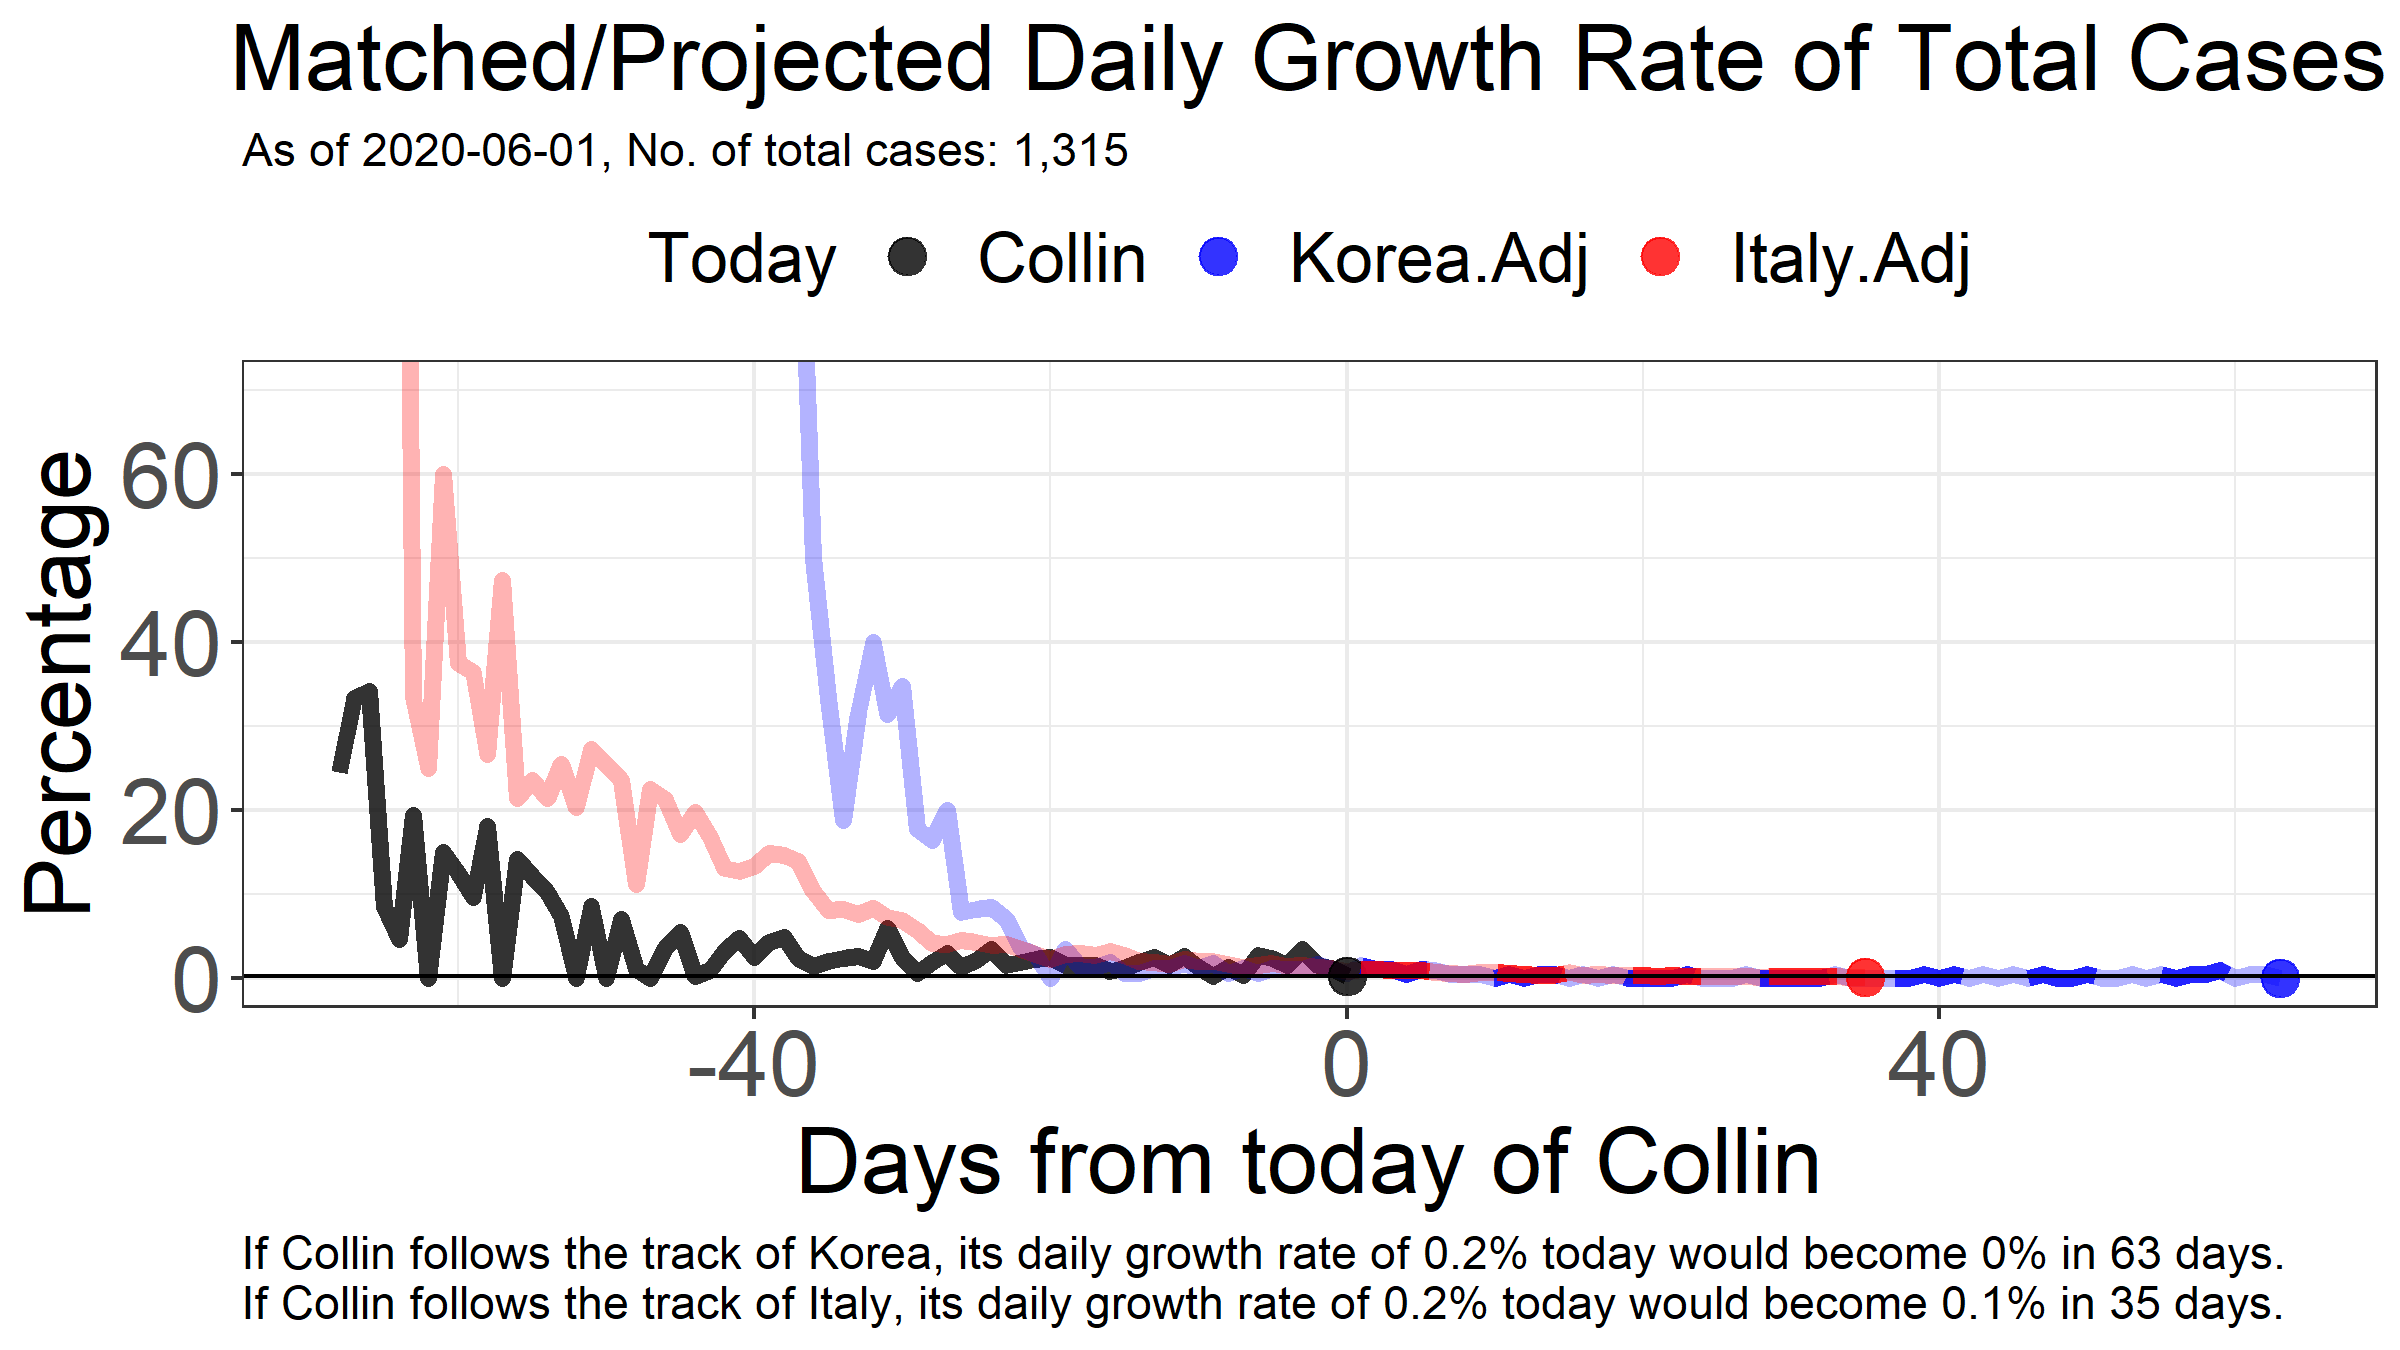 Matched/Projected Daily Growth Rate of Total Cases
As of 2020-06-01, No. of total cases: 1,315
Today Collin Korea.Adj Italy.Adj
Percentage
60
40
20
0
-40 0 40
Days from today of Collin
If Collin follows the track of Korea, its daily growth rate of 0.2% today would become 0% in 63 days.
If Collin follows the track of Italy, its daily growth rate of 0.2% today would become 0.1% in 35 days.